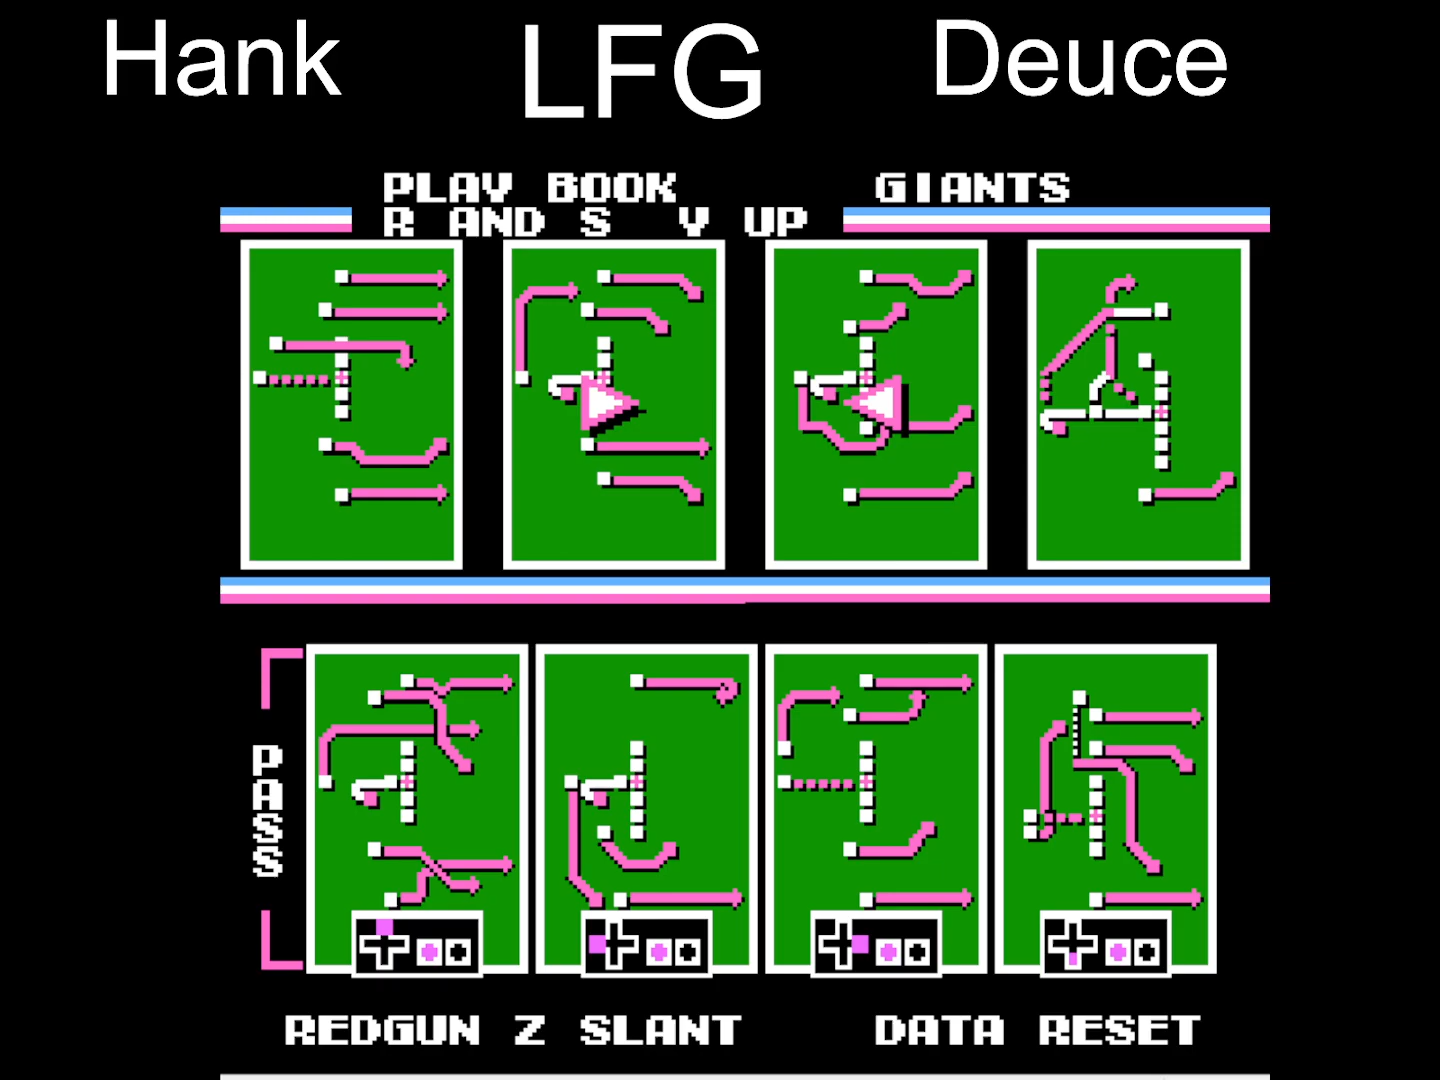 Hank LFG Deuce
PLAY BOOK GIANTS
R AND S V UP
PASS
REDGUN Z SLANT DATA RESET